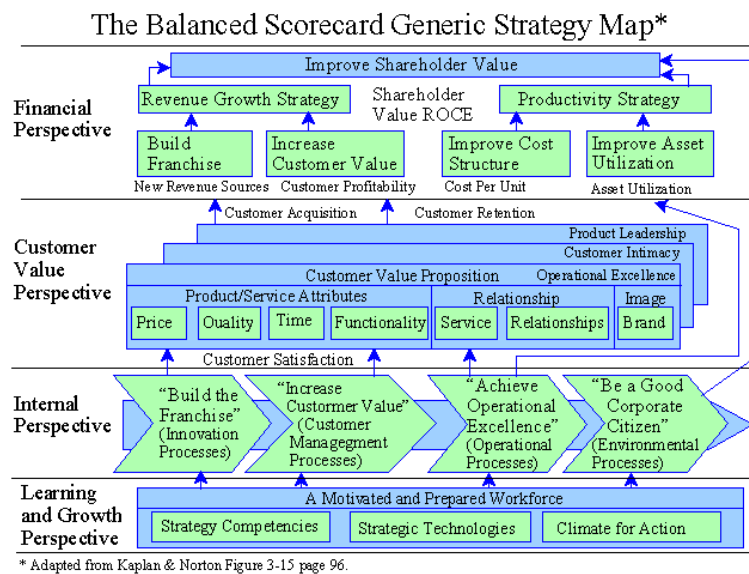 The Balanced Scorecard Generic Strategy Map*
Improve Shareholder Value
Financial
Perspective
Revenue Growth Strategy
Shareholder
Value ROCE
Productivity Strategy
Build
Franchise
Increase
Customer Value
Improve Cost
Structure
Improve Asset
Utilization
New Revenue Sources
Customer Profitability
Cost Per Unit
Asset Utilization
Customer Acquisition
Customer Retention
Customer
Value
Perspective
Product Leadership
Customer Intimacy
Customer Value Proposition
Operational Excellence
Product/Service Attributes
Relationship
Image
Price
Quality
Time
Functionality
Service
Relationships
Brand
Customer Satisfaction
Internal
Perspective
“Build the
Franchise”
(Innovation
Processes)
“Increase
Custormer Value”
(Customer
Managegment
Processes)
“Achieve
Operational
Excellence”
(Operational
Processes)
“Be a Good
Corporate
Citizen”
(Environmental
Processes)
Learning
and Growth
Perspective
A Motivated and Prepared Workforce
Strategy Competencies
Strategic Technologies
Climate for Action
* Adapted from Kaplan & Norton Figure 3-15 page 96.